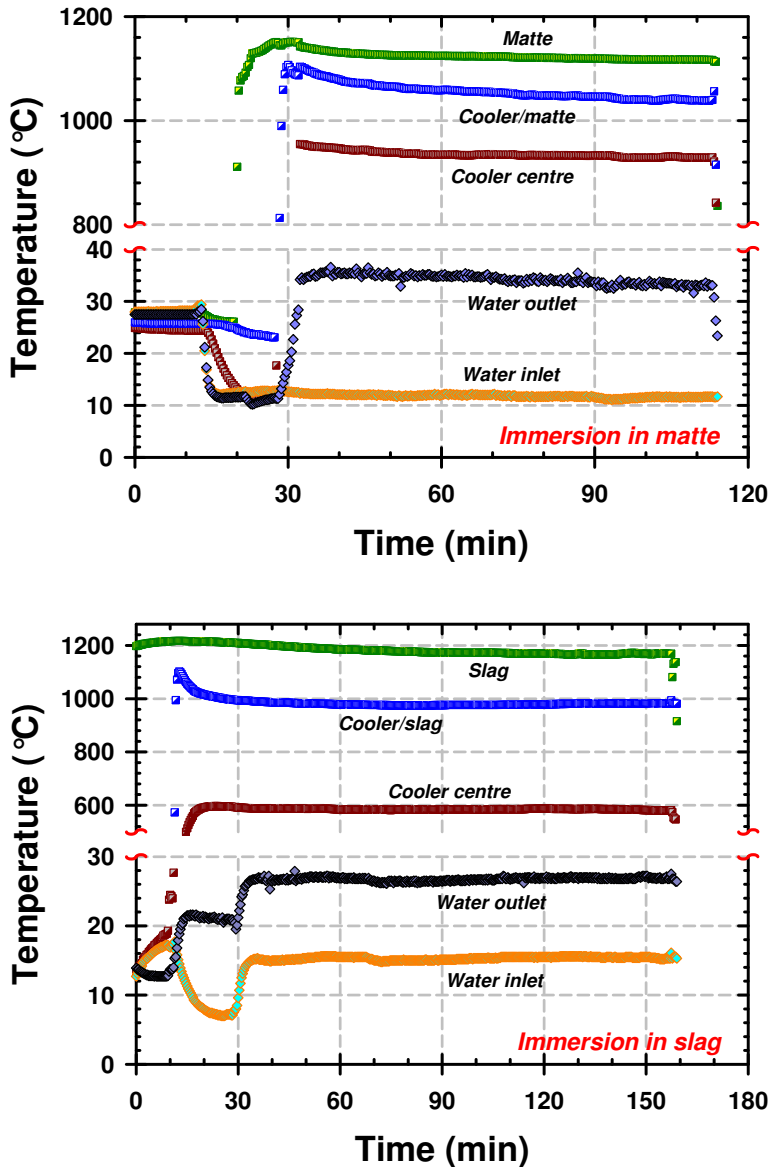 1200
Matte
1000
Cooler/matte
Cooler centre
800
40
Water outlet
30
20
Water inlet
10
Immersion in matte
0
0 30 60 90 120
Temperature (°C)
Time (min)
1200
Slag
1000
Cooler/slag
800
Cooler centre
600
30
Water outlet
20
Water inlet
10
Immersion in slag
0
0 30 60 90 120 150 180
Temperature (°C)
Time (min)